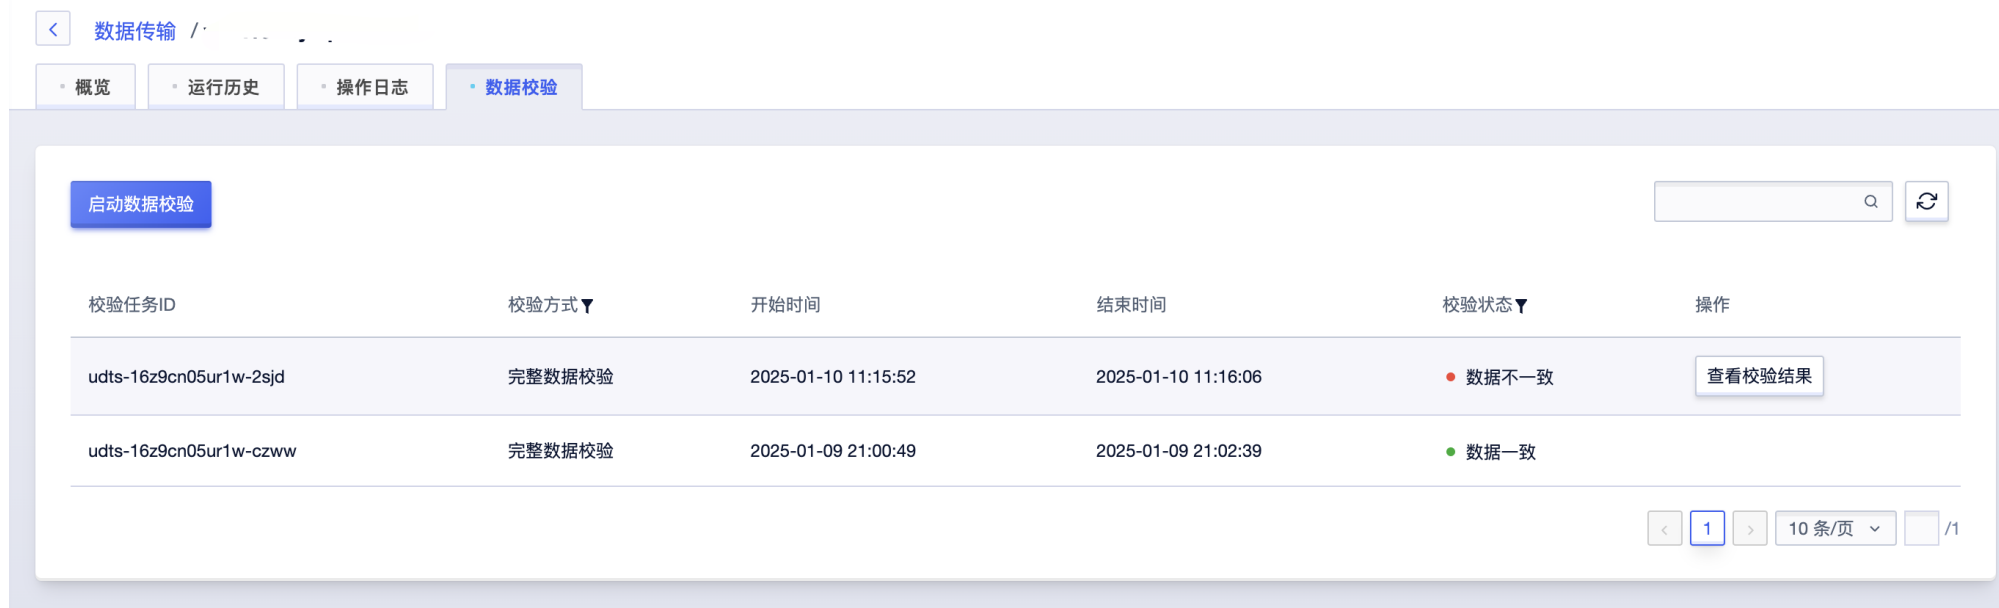 数据传输 /
概览 运行历史 操作日志 数据校验
启动数据校验
校验任务ID 校验方式 开始时间 结束时间 校验状态 操作
udts-16z9cn05ur1w-2sjd 完整数据校验 2025-01-10 11:15:52 2025-01-10 11:16:06 数据不一致 查看校验结果
udts-16z9cn05ur1w-czww 完整数据校验 2025-01-09 21:00:49 2025-01-09 21:02:39 数据一致
1 10 条/页 /1